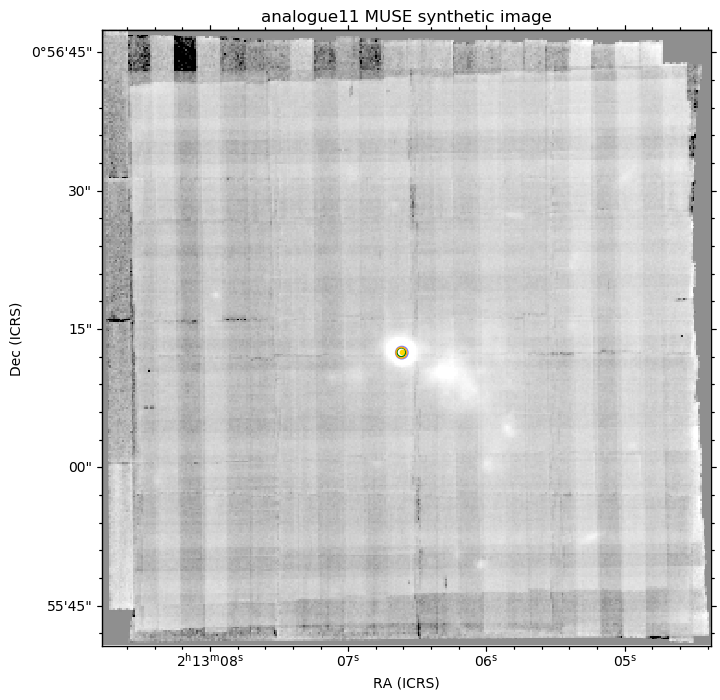 analogue11 MUSE synthetic image
0°56'45"
30"
15"
00"
55'45"
Dec (ICRS)
2ʰ13ᵐ08ˢ 07ˢ 06ˢ 05ˢ
RA (ICRS)